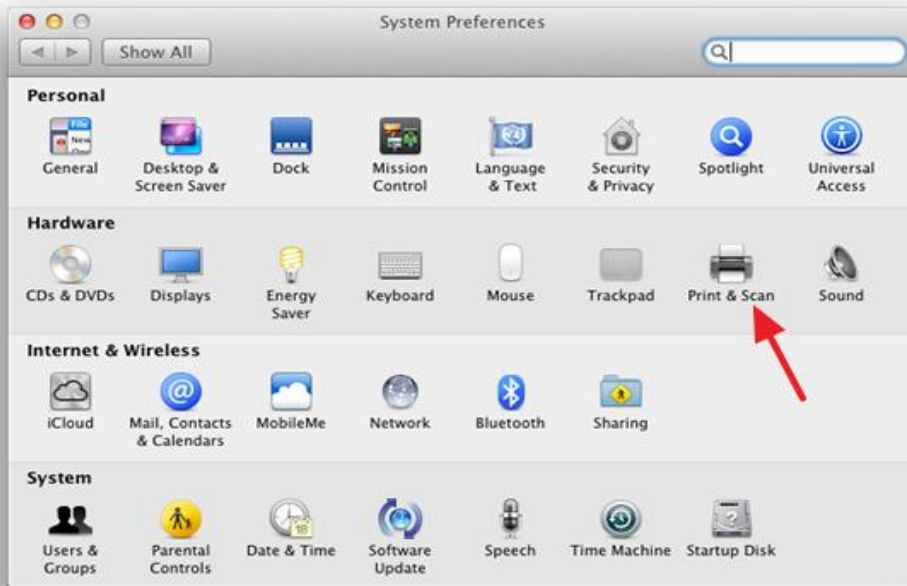 System Preferences
Show All
Personal
General
Desktop &
Screen Saver
Dock
Mission
Control
Language
& Text
Security
& Privacy
Spotlight
Universal
Access
Hardware
CDs & DVDs
Displays
Energy
Saver
Keyboard
Mouse
Trackpad
Print & Scan
Sound
Internet & Wireless
iCloud
Mail, Contacts
& Calendars
MobileMe
Network
Bluetooth
Sharing
System
Users &
Groups
Parental
Controls
Date & Time
Software
Update
Speech
Time Machine
Startup Disk